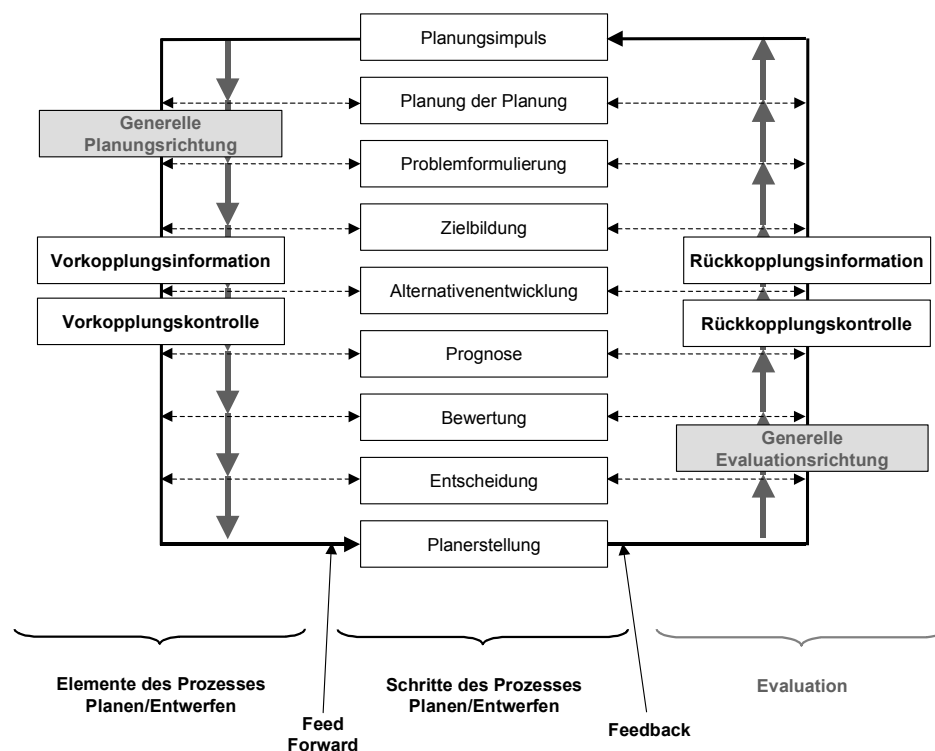 Planungsimpuls
Planung der Planung
Generelle
Planungsrichtung
Problemformulierung
Zielbildung
Vorkopplungsinformation
Rückkopplungsinformation
Alternativenentwicklung
Vorkopplungskontrolle
Rückkopplungskontrolle
Prognose
Bewertung
Generelle
Evaluationsrichtung
Entscheidung
Planerstellung
Elemente des Prozesses
Planen/Entwerfen
Schritte des Prozesses
Planen/Entwerfen
Evaluation
Feed
Forward
Feedback